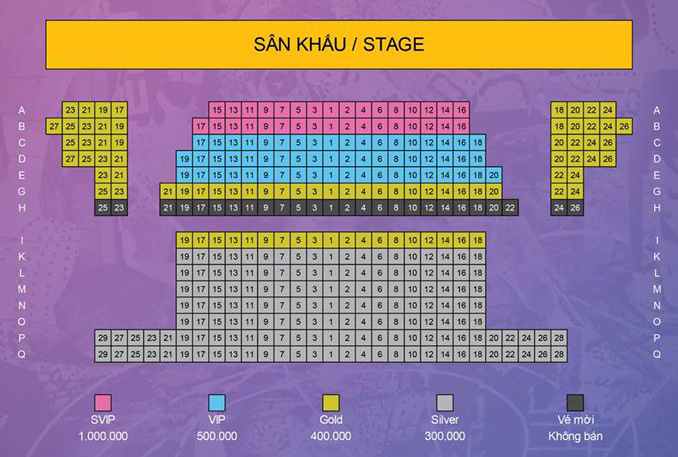 SÂN KHẤU / STAGE
A 23 21 19 17 15 13 11 9 7 5 3 1 2 4 6 8 10 12 14 16 18 20 22 24 A
B 27 25 23 21 19 17 15 13 11 9 7 5 3 1 2 4 6 8 10 12 14 16 18 20 22 24 26 B
C 25 23 21 19 17 15 13 11 9 7 5 3 1 2 4 6 8 10 12 14 16 18 20 22 24 26 C
D 27 25 23 21 19 17 15 13 11 9 7 5 3 1 2 4 6 8 10 12 14 16 18 20 22 24 26 D
E 23 21 19 17 15 13 11 9 7 5 3 1 2 4 6 8 10 12 14 16 18 20 22 24 E
G 25 23 21 19 17 15 13 11 9 7 5 3 1 2 4 6 8 10 12 14 16 18 20 22 24 G
H 25 23 21 19 17 15 13 11 9 7 5 3 1 2 4 6 8 10 12 14 16 18 20 22 24 26 H
I 19 17 15 13 11 9 7 5 3 1 2 4 6 8 10 12 14 16 18 I
K 19 17 15 13 11 9 7 5 3 1 2 4 6 8 10 12 14 16 18 K
L 19 17 15 13 11 9 7 5 3 1 2 4 6 8 10 12 14 16 18 L
M 19 17 15 13 11 9 7 5 3 1 2 4 6 8 10 12 14 16 18 M
N 19 17 15 13 11 9 7 5 3 1 2 4 6 8 10 12 14 16 18 N
O 19 17 15 13 11 9 7 5 3 1 2 4 6 8 10 12 14 16 18 O
P 29 27 25 23 21 19 17 15 13 11 9 7 5 3 1 2 4 6 8 10 12 14 16 18 20 22 24 26 28 P
Q 29 27 25 23 21 19 17 15 13 11 9 7 5 3 1 2 4 6 8 10 12 14 16 18 20 22 24 26 28 Q
SVIP VIP Gold Silver Vé mời
1.000.000 500.000 400.000 300.000 Không bán